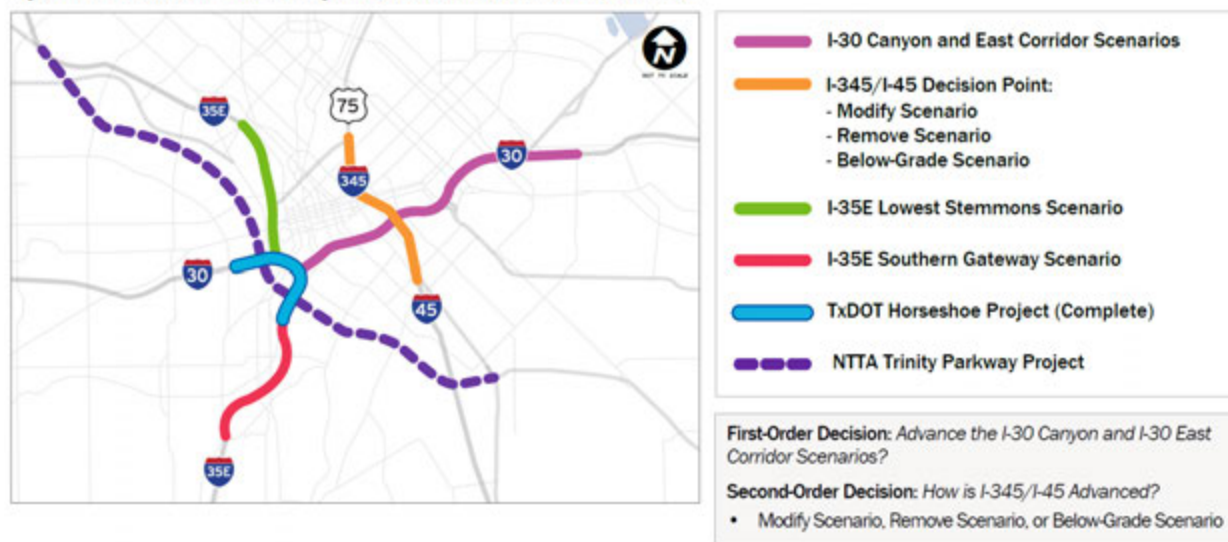 35E
75
N
NOT TO SCALE
345
30
30
45
35E
I-30 Canyon and East Corridor Scenarios
I-345/I-45 Decision Point:
- Modify Scenario
- Remove Scenario
- Below-Grade Scenario
I-35E Lowest Stemmons Scenario
I-35E Southern Gateway Scenario
TxDOT Horseshoe Project (Complete)
NTTA Trinity Parkway Project
First-Order Decision: Advance the I-30 Canyon and I-30 East
Corridor Scenarios?
Second-Order Decision: How is I-345/I-45 Advanced?
• Modify Scenario, Remove Scenario, or Below-Grade Scenario